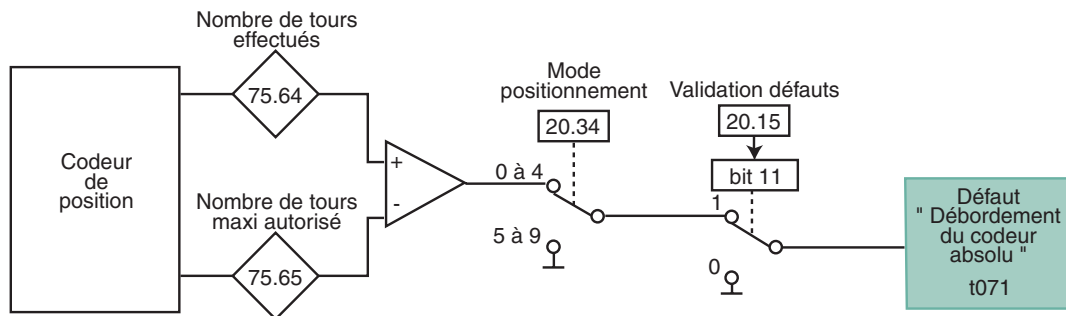 Nombre de tours
effectués
75.64
Codeur
de
position
Nombre de tours
maxi autorisé
75.65
+
-
Mode
positionnement
20.34
0 à 4
5 à 9
Validation défauts
20.15
bit 11
1
0
Défaut
" Débordement
du codeur
absolu "
t071